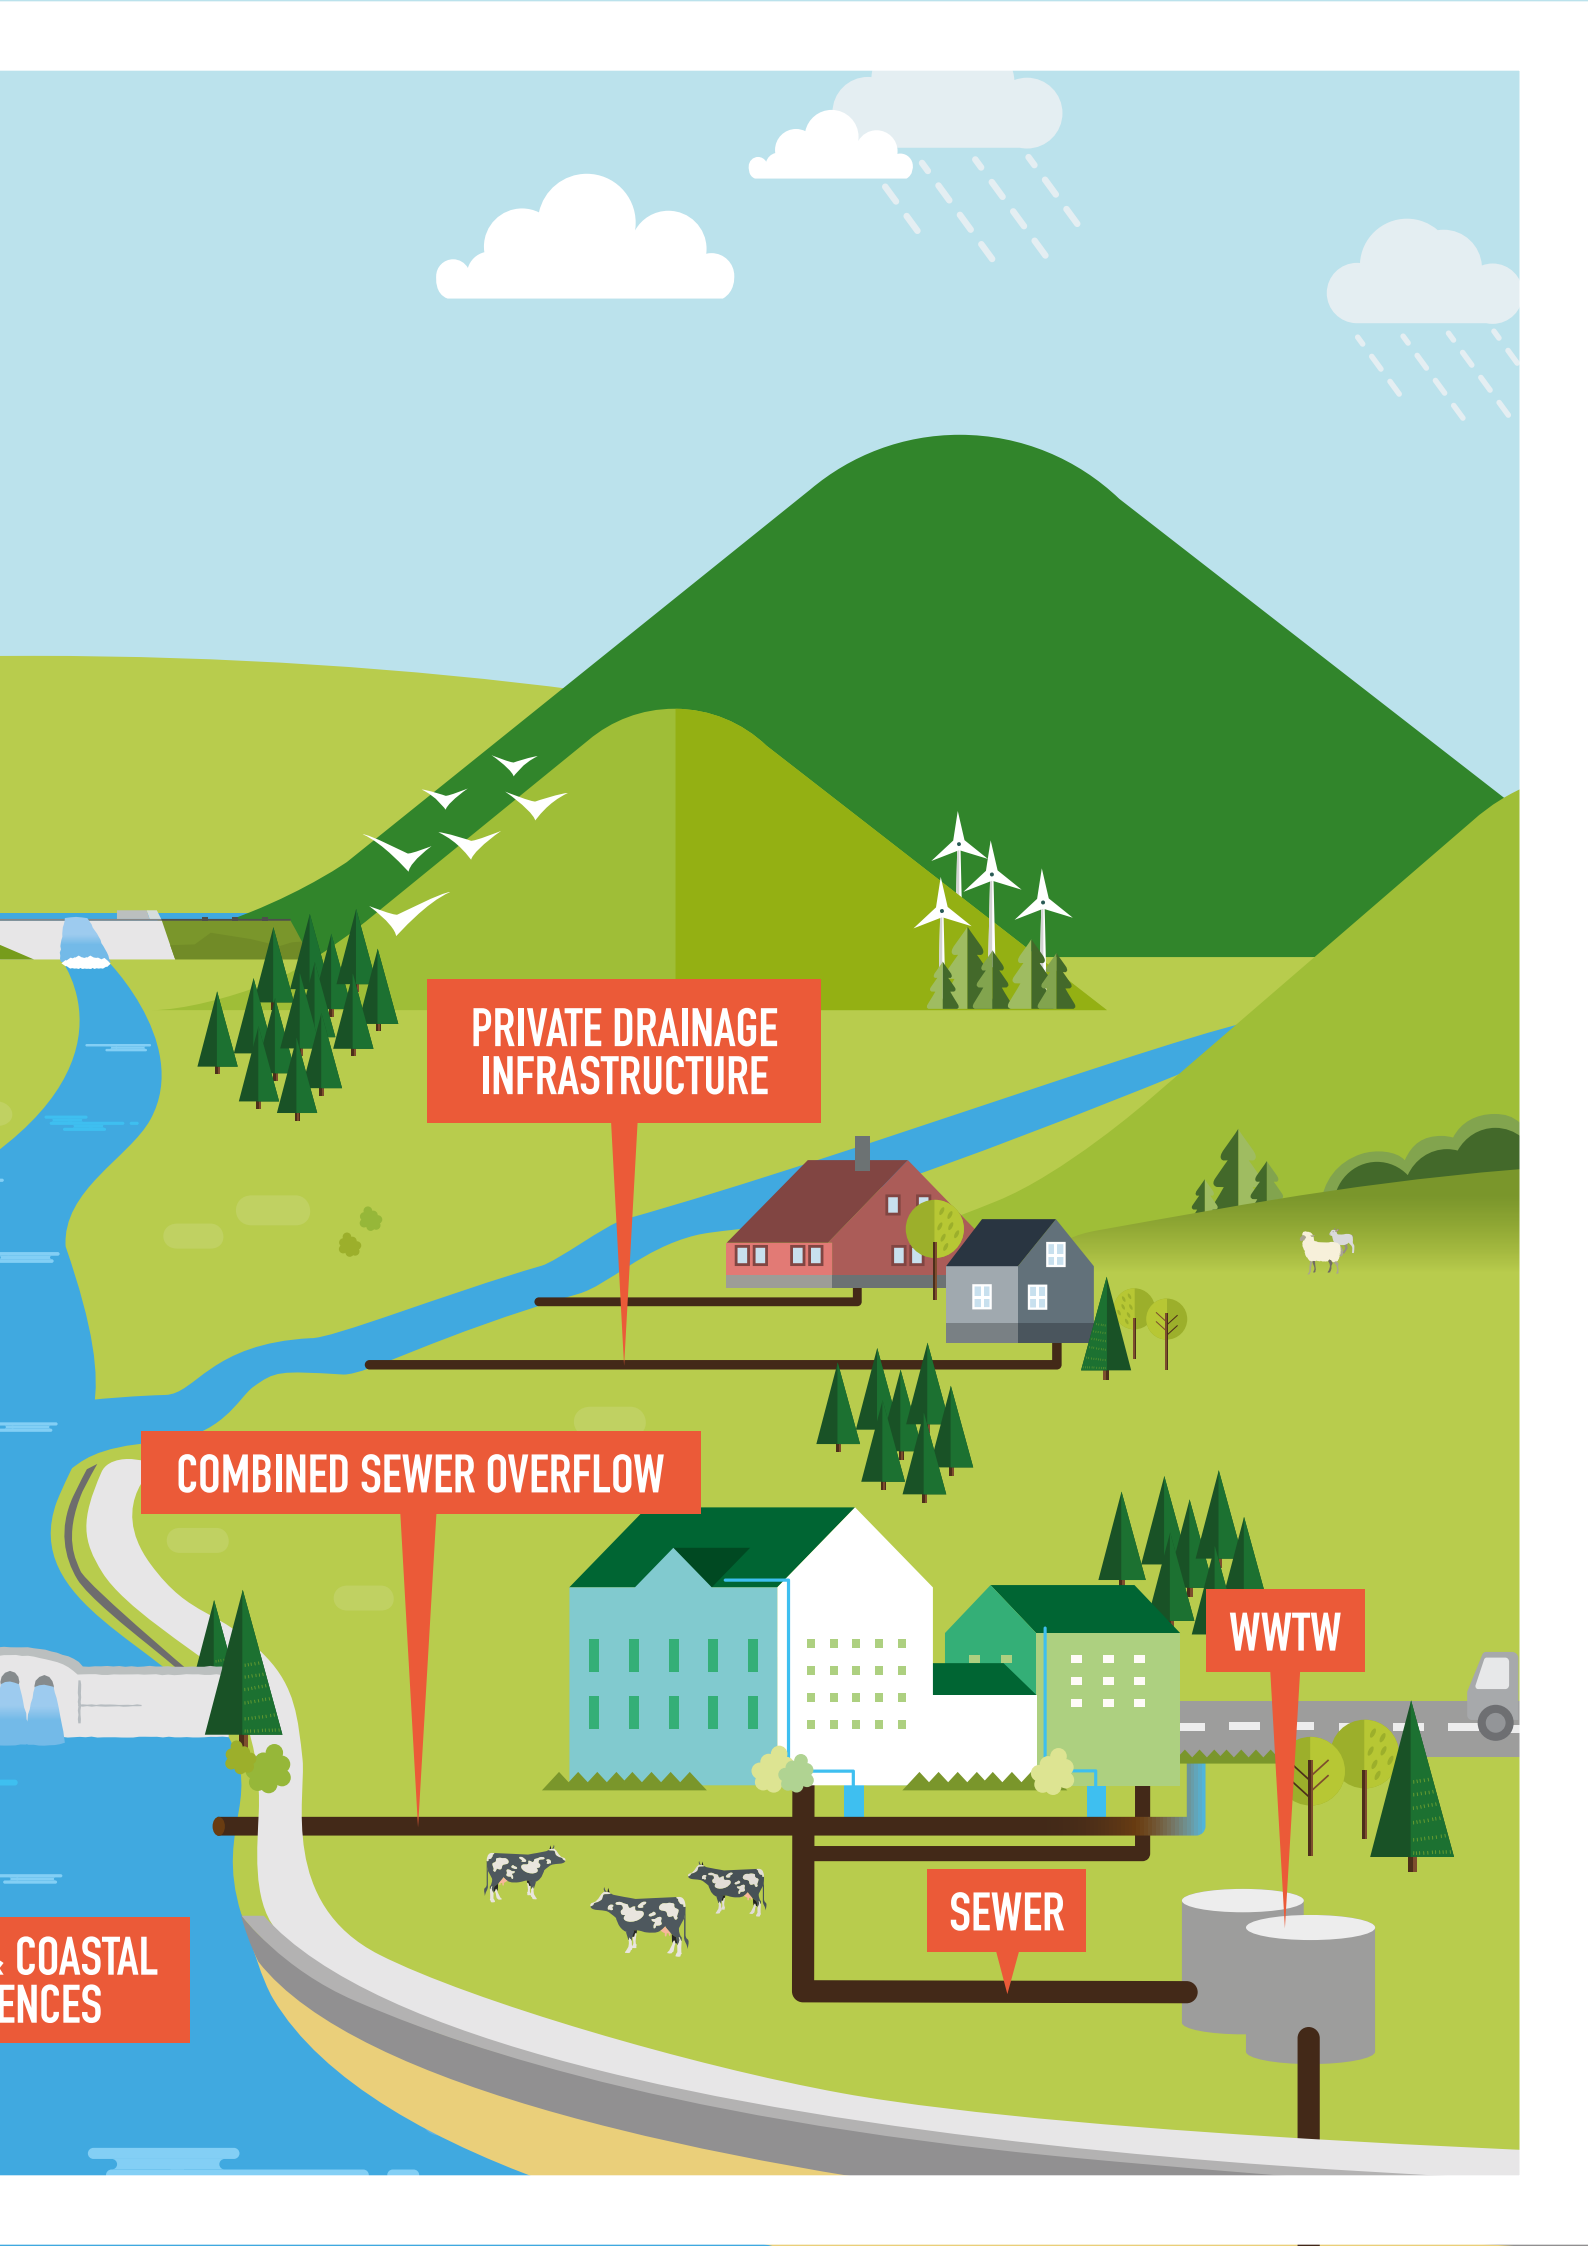 PRIVATE DRAINAGE
INFRASTRUCTURE
COMBINED SEWER OVERFLOW
WWTW
SEWER
COASTAL
ENCES